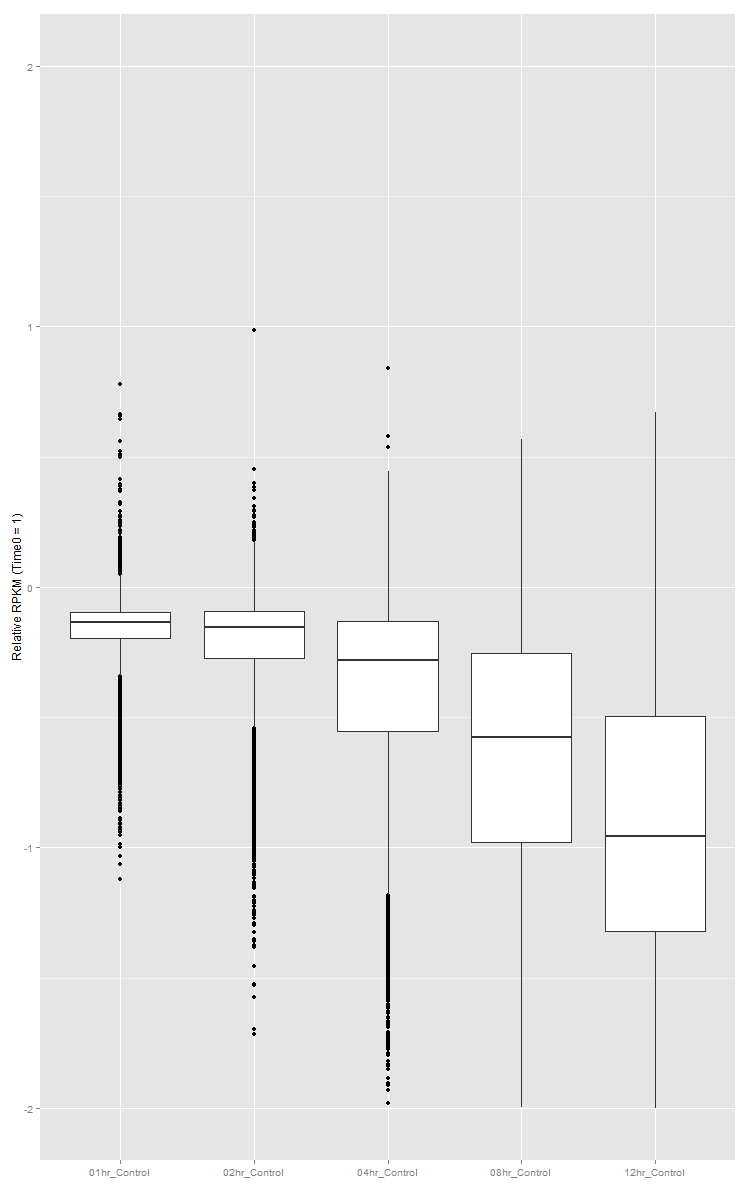 2
1
0
-1
-2
Relative RPKM (Time0 = 1)
01hr_Control 02hr_Control 04hr_Control 08hr_Control 12hr_Control